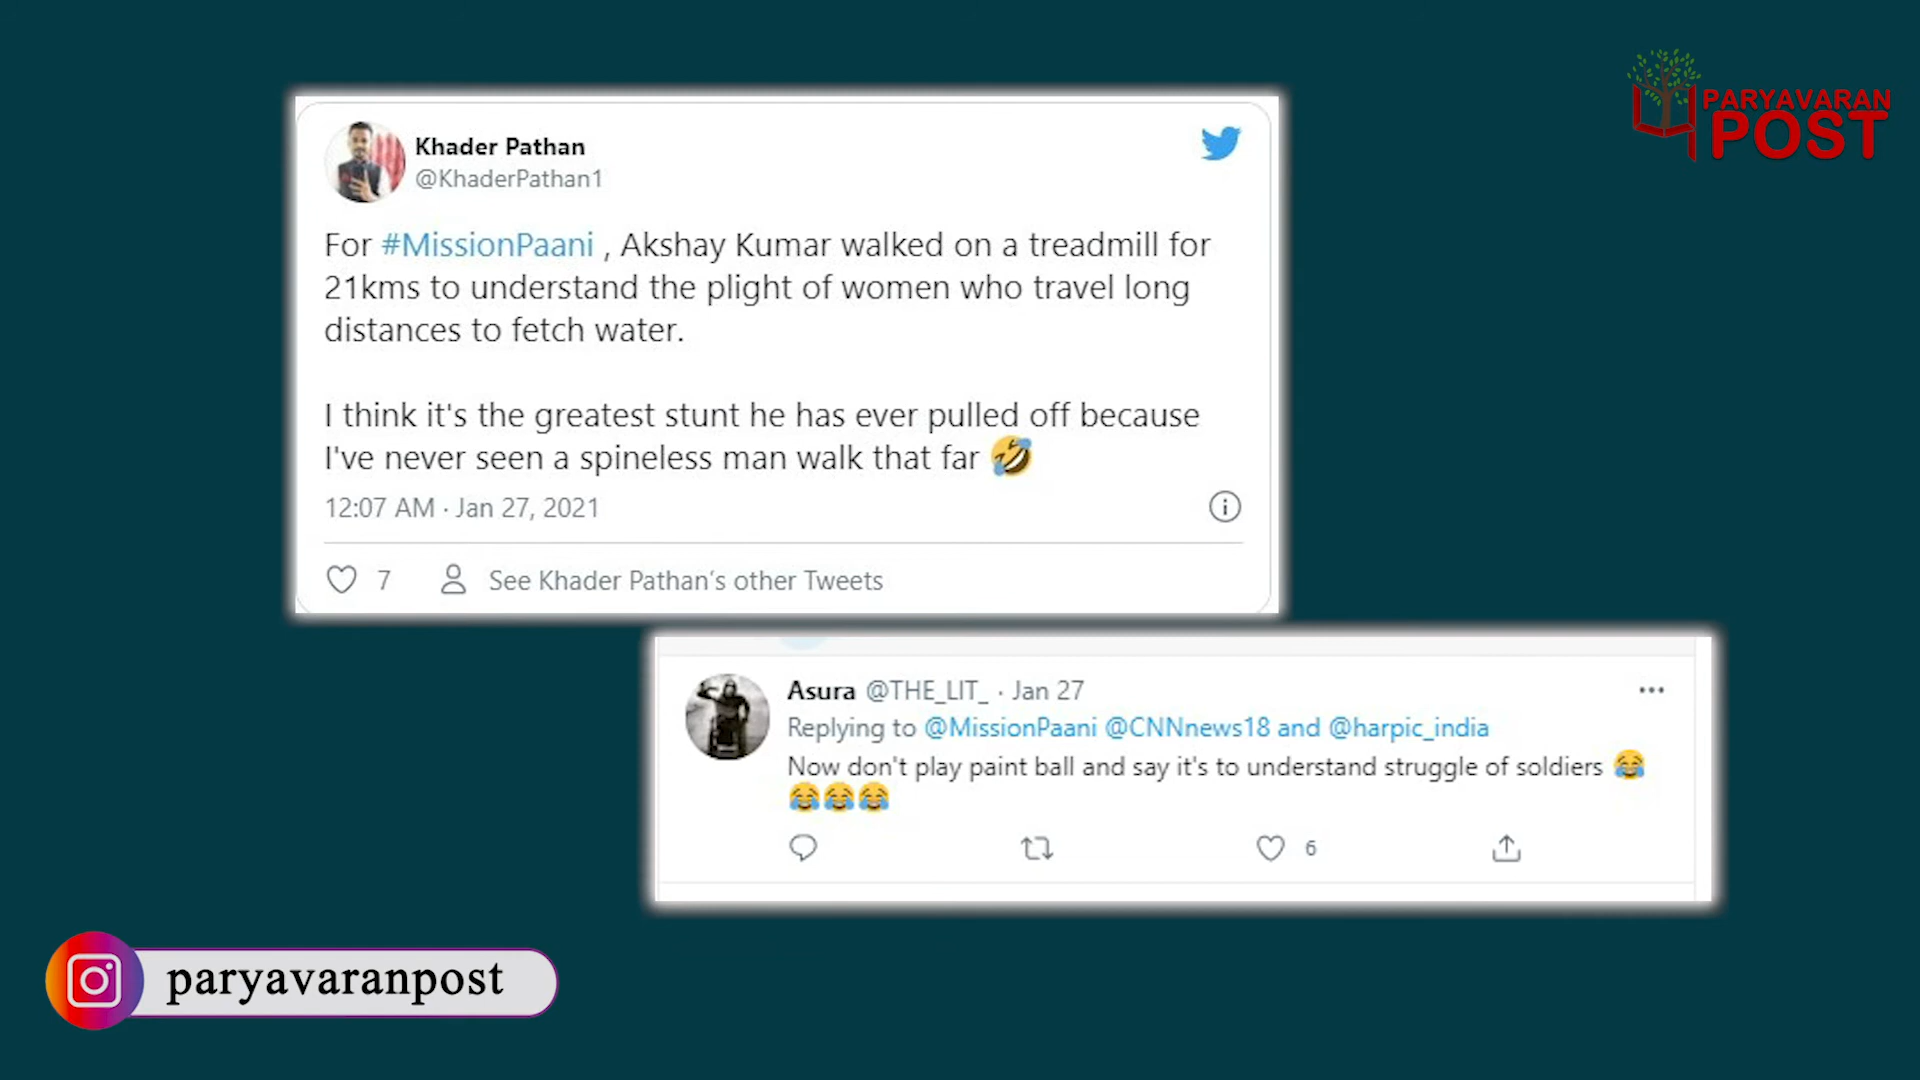 PARYAVARAN
POST
Khader Pathan
@KhaderPathan1
For #MissionPaani , Akshay Kumar walked on a treadmill for
21kms to understand the plight of women who travel long
distances to fetch water.
I think it's the greatest stunt he has ever pulled off because
I've never seen a spineless man walk that far 🤣
12:07 AM · Jan 27, 2021
7 See Khader Pathan's other Tweets
Asura @THE_LIT_ · Jan 27
Replying to @MissionPaani @CNNnews18 and @harpic_india
Now don't play paint ball and say it's to understand struggle of soldiers 😂
😂😂😂
6
paryavaranpost